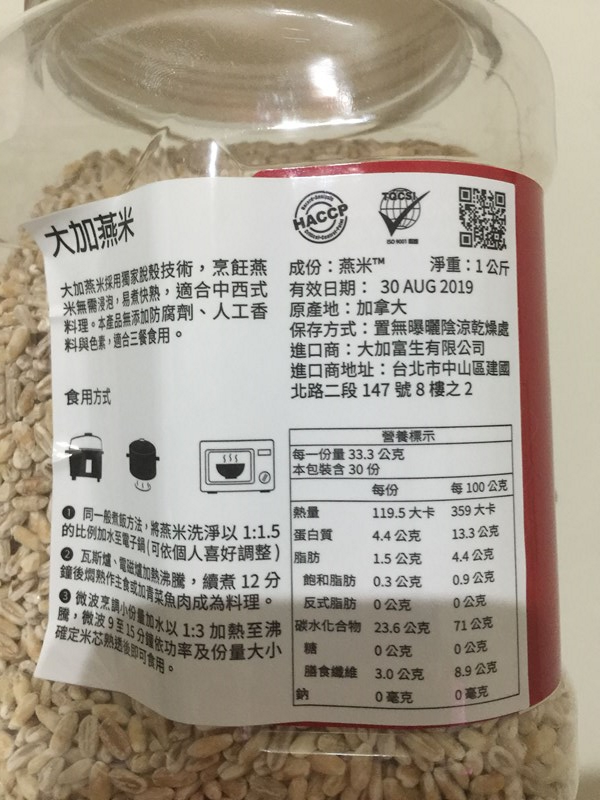 大加燕米
大加燕米採用獨家脫殼技術，烹飪燕
米無需浸泡，易煮快熟，適合中西式
料理。本產品無添加防腐劑、人工香
料與色素，適合三餐食用。
食用方式
❶ 同一般煮飯方法，將燕米洗淨以 1:1.5
的比例加水至電子鍋(可依個人喜好調整)
❷ 瓦斯爐、電磁爐加熱沸騰，續煮 12 分
鐘後燜熟作主食或加青菜魚肉成為料理。
❸ 微波烹調小份量加水以 1:3 加熱至沸
騰，微波 9 至 15 分鐘依功率及份量大小
確定米芯熟透後即可食用。
HACCP
TQCSI
ISO 9001
成份：燕米™ 淨重：1公斤
有效日期： 30 AUG 2019
原產地：加拿大
保存方式：置無曝曬陰涼乾燥處
進口商：大加富生有限公司
進口商地址：台北市中山區建國
北路二段 147 號 8 樓之 2
營養標示
每一份量 33.3 公克
本包裝含 30 份
每份 每 100 公克
熱量 119.5 大卡 359 大卡
蛋白質 4.4 公克 13.3 公克
脂肪 1.5 公克 4.4 公克
飽和脂肪 0.3 公克 0.9 公克
反式脂肪 0 公克 0 公克
碳水化合物 23.6 公克 71 公克
糖 0 公克 0 公克
膳食纖維 3.0 公克 8.9 公克
鈉 0 毫克 0 毫克